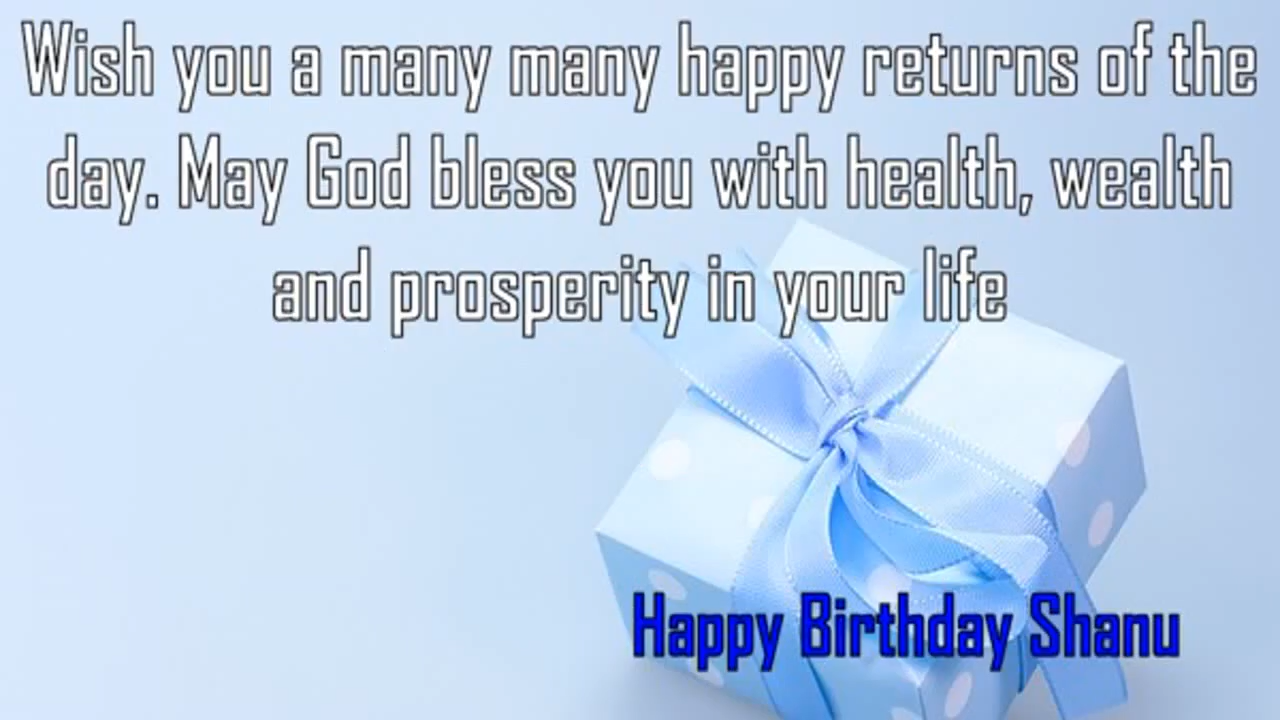 Wish you a many many happy returns of the
day. May God bless you with health, wealth
and prosperity in your life
Happy Birthday Shanu